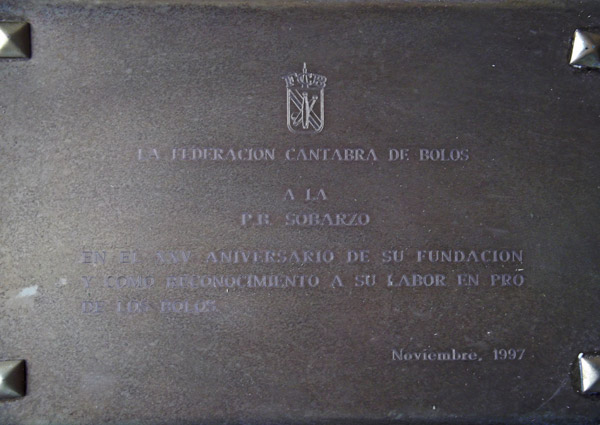 LA FEDERACION CANTABRA DE BOLOS
A LA
P.B. SOBARZO
EN EL XXV ANIVERSARIO DE SU FUNDACION
Y COMO RECONOCIMIENTO A SU LABOR EN PRO
DE LOS BOLOS
Noviembre, 1997